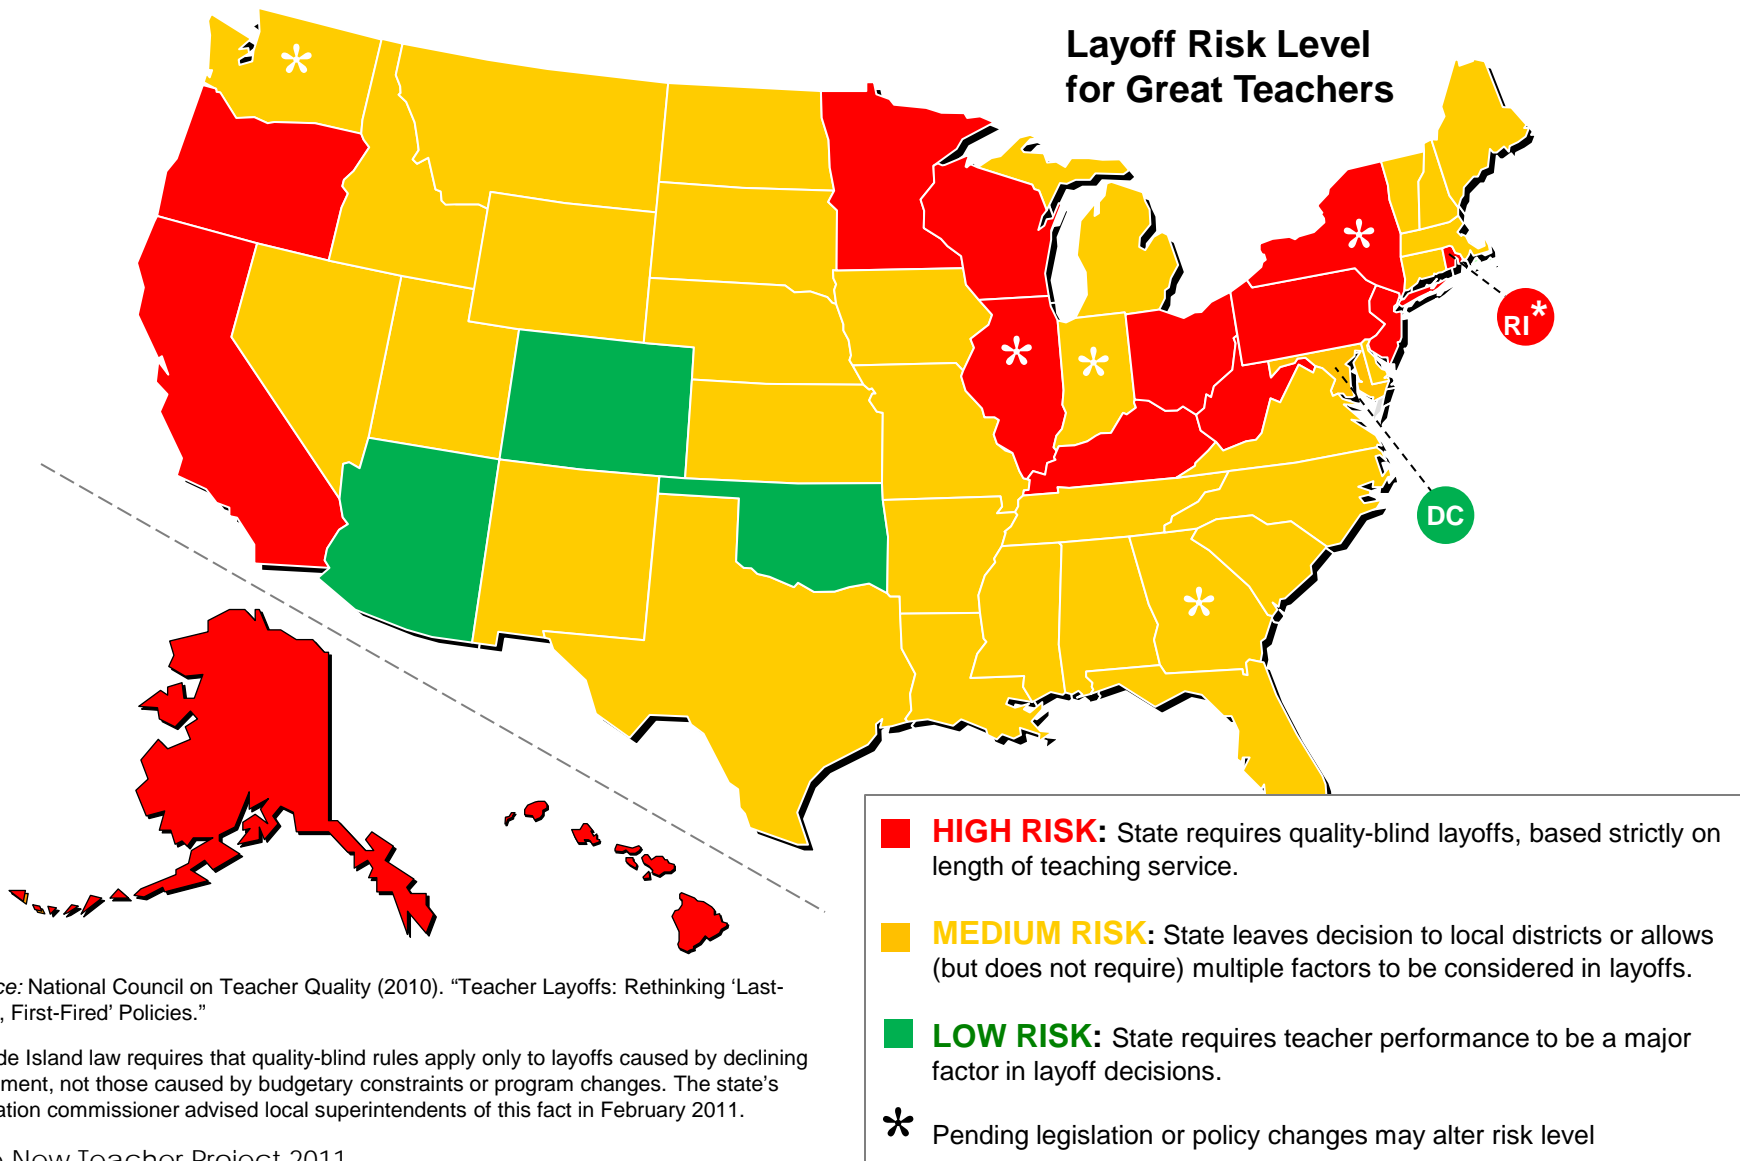 Layoff Risk Level
for Great Teachers
*
*
*
*
*
RI*
DC
HIGH RISK: State requires quality-blind layoffs, based strictly on
length of teaching service.
MEDIUM RISK: State leaves decision to local districts or allows
(but does not require) multiple factors to be considered in layoffs.
LOW RISK: State requires teacher performance to be a major
factor in layoff decisions.
* Pending legislation or policy changes may alter risk level
ce: National Council on Teacher Quality (2010). “Teacher Layoffs: Rethinking ‘Last-
, First-Fired’ Policies.”
de Island law requires that quality-blind rules apply only to layoffs caused by declining
ment, not those caused by budgetary constraints or program changes. The state’s
ation commissioner advised local superintendents of this fact in February 2011.
New Teacher Project 2011